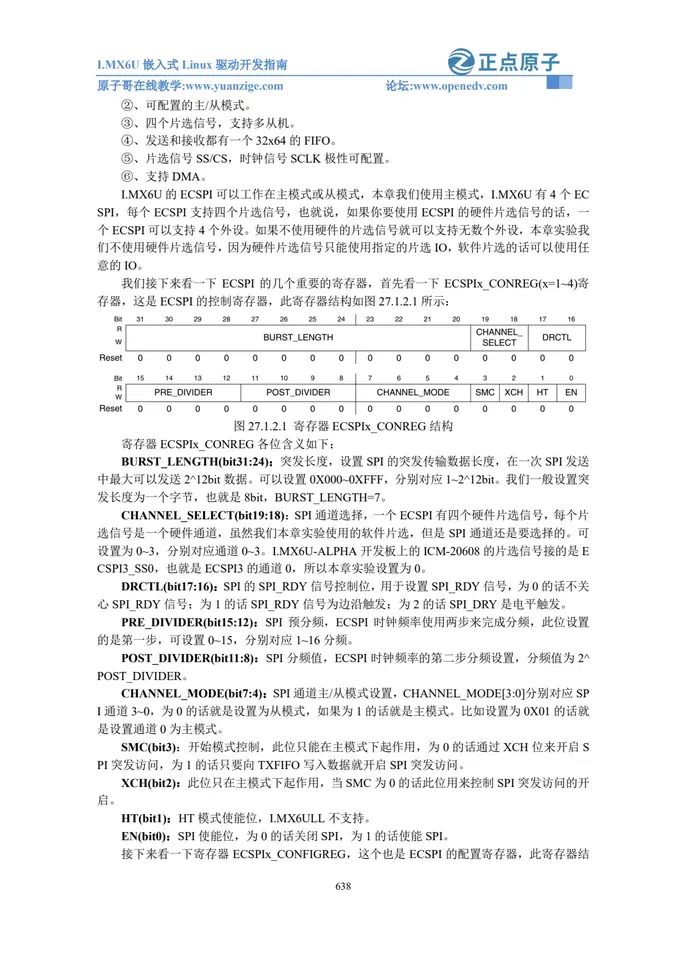 I.MX6U 嵌入式 Linux 驱动开发指南
正点原子
原子哥在线教学:www.yuanzige.com 论坛:www.openedv.com
②、可配置的主/从模式。
③、四个片选信号，支持多从机。
④、发送和接收都有一个 32x64 的 FIFO。
⑤、片选信号 SS/CS，时钟信号 SCLK 极性可配置。
⑥、支持 DMA。
I.MX6U 的 ECSPI 可以工作在主模式或从模式，本章我们使用主模式，I.MX6U 有 4 个 EC
SPI，每个 ECSPI 支持四个片选信号，也就说，如果你要使用 ECSPI 的硬件片选信号的话，一
个 ECSPI 可以支持 4 个外设。如果不使用硬件的片选信号就可以支持无数个外设，本章实验我
们不使用硬件片选信号，因为硬件片选信号只能使用指定的片选 IO，软件片选的话可以使用任
意的 IO。
我们接下来看一下 ECSPI 的几个重要的寄存器，首先看一下 ECSPIx_CONREG(x=1~4)寄
存器，这是 ECSPI 的控制寄存器，此寄存器结构如图 27.1.2.1 所示：
Bit 31 30 29 28 27 26 25 24 23 22 21 20 19 18 17 16
R
W
BURST_LENGTH CHANNEL_SELECT DRCTL
Reset 0 0 0 0 0 0 0 0 0 0 0 0 0 0 0 0
Bit 15 14 13 12 11 10 9 8 7 6 5 4 3 2 1 0
R
W
PRE_DIVIDER POST_DIVIDER CHANNEL_MODE SMC XCH HT EN
Reset 0 0 0 0 0 0 0 0 0 0 0 0 0 0 0 0
图 27.1.2.1 寄存器 ECSPIx_CONREG 结构
寄存器 ECSPIx_CONREG 各位含义如下：
BURST_LENGTH(bit31:24)：突发长度，设置 SPI 的突发传输数据长度，在一次 SPI 发送
中最大可以发送 2^12bit 数据。可以设置 0X000~0XFFF，分别对应 1~2^12bit。我们一般设置突
发长度为一个字节，也就是 8bit，BURST_LENGTH=7。
CHANNEL_SELECT(bit19:18)：SPI 通道选择，一个 ECSPI 有四个硬件片选信号，每个片
选信号是一个硬件通道，虽然我们本章实验使用的软件片选，但是 SPI 通道还是要选择的。可
设置为 0~3，分别对应通道 0~3。I.MX6U-ALPHA 开发板上的 ICM-20608 的片选信号接的是 E
CSPI3_SS0，也就是 ECSPI3 的通道 0，所以本章实验设置为 0。
DRCTL(bit17:16)：SPI 的 SPI_RDY 信号控制位，用于设置 SPI_RDY 信号，为 0 的话不关
心 SPI_RDY 信号；为 1 的话 SPI_RDY 信号为边沿触发；为 2 的话 SPI_DRY 是电平触发。
PRE_DIVIDER(bit15:12)：SPI 预分频，ECSPI 时钟频率使用两步来完成分频，此位设置
的是第一步，可设置 0~15，分别对应 1~16 分频。
POST_DIVIDER(bit11:8)：SPI 分频值，ECSPI 时钟频率的第二步分频设置，分频值为 2^
POST_DIVIDER。
CHANNEL_MODE(bit7:4)：SPI 通道主/从模式设置，CHANNEL_MODE[3:0]分别对应 SP
I 通道 3~0，为 0 的话就是设置为从模式，如果为 1 的话就是主模式。比如设置为 0X01 的话就
是设置通道 0 为主模式。
SMC(bit3)：开始模式控制，此位只能在主模式下起作用，为 0 的话通过 XCH 位来开启 S
PI 突发访问，为 1 的话只要向 TXFIFO 写入数据就开启 SPI 突发访问。
XCH(bit2)：此位只在主模式下起作用，当 SMC 为 0 的话此位用来控制 SPI 突发访问的开
启。
HT(bit1)：HT 模式使能位，I.MX6ULL 不支持。
EN(bit0)：SPI 使能位，为 0 的话关闭 SPI，为 1 的话使能 SPI。
接下来看一下寄存器 ECSPIx_CONFIGREG，这个也是 ECSPI 的配置寄存器，此寄存器结
638